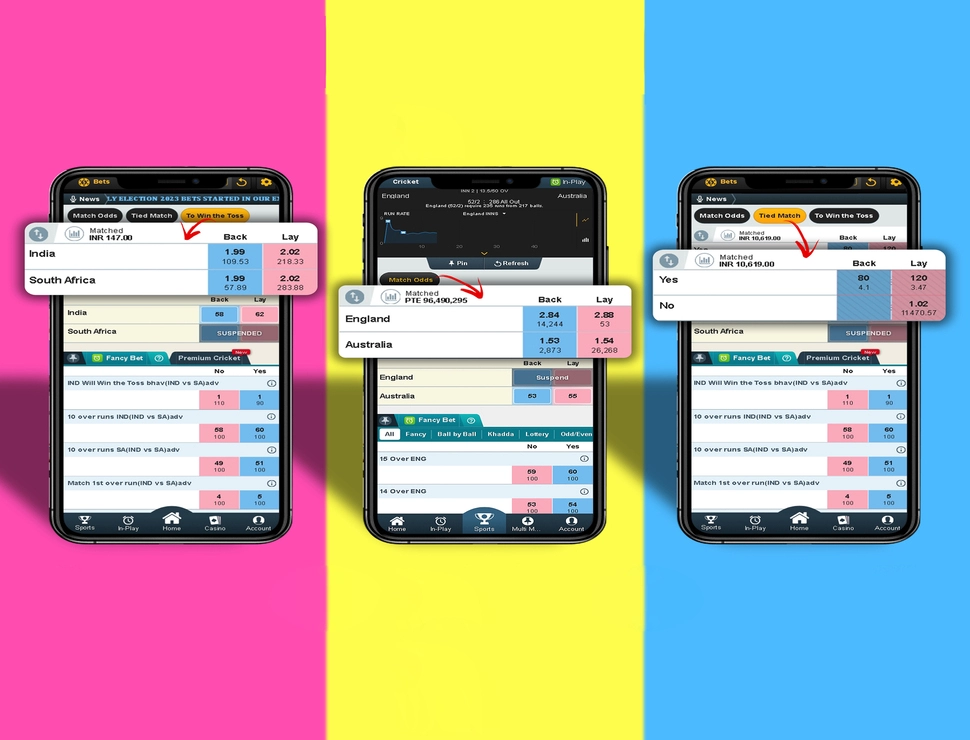 Bets
News
LY ELECTION 2023 BETS STARTED IN OUR E
Match Odds
Tied Match
To Win the Toss
Matched
INR 147.00
Back
Lay
India
1.99
109.53
2.02
218.33
South Africa
1.99
57.89
2.02
283.88
Back
Lay
India
58
62
South Africa
SUSPENDED
Fancy Bet
Premium Cricket
New
No
Yes
IND Will Win the Toss bhav(IND vs SA)adv
1
110
1
90
10 over runs IND(IND vs SA)adv
58
100
60
100
10 over runs SA(IND vs SA)adv
49
100
51
100
Match 1st over run(IND vs SA)adv
4
100
5
100
Sports
In-Play
Home
Casino
Account
Cricket
In-Play
England
INN 2 | 13.5/50 OV
Australia
52/2 : 286 All Out
England (52/2) require 235 runs from 217 balls.
RUN RATE
England INNS
10
20
30
40
Pin
Refresh
Match Odds
Matched
PTE 96,490,295
Back
Lay
England
2.84
14,244
2.88
53
Australia
1.53
2,873
1.54
26,268
Back
Lay
England
Suspend
Australia
53
55
Fancy Bet
All
Fancy
Ball by Ball
Khadda
Lottery
Odd/Even
No
Yes
15 Over ENG
59
100
60
100
14 Over ENG
53
100
54
100
Home
In-Play
Sports
Multi M...
Account
Bets
News
Match Odds
Tied Match
To Win the Toss
Matched
INR 10,619.00
Back
Lay
Yes
80
120
Matched
INR 10,619.00
Back
Lay
Yes
80
4.1
120
3.47
No
1.02
11470.57
South Africa
SUSPENDED
Fancy Bet
Premium Cricket
New
No
Yes
IND Will Win the Toss bhav(IND vs SA)adv
1
110
1
90
10 over runs IND(IND vs SA)adv
58
100
60
100
10 over runs SA(IND vs SA)adv
49
100
51
100
Match 1st over run(IND vs SA)adv
4
100
5
100
Sports
In-Play
Home
Casino
Account